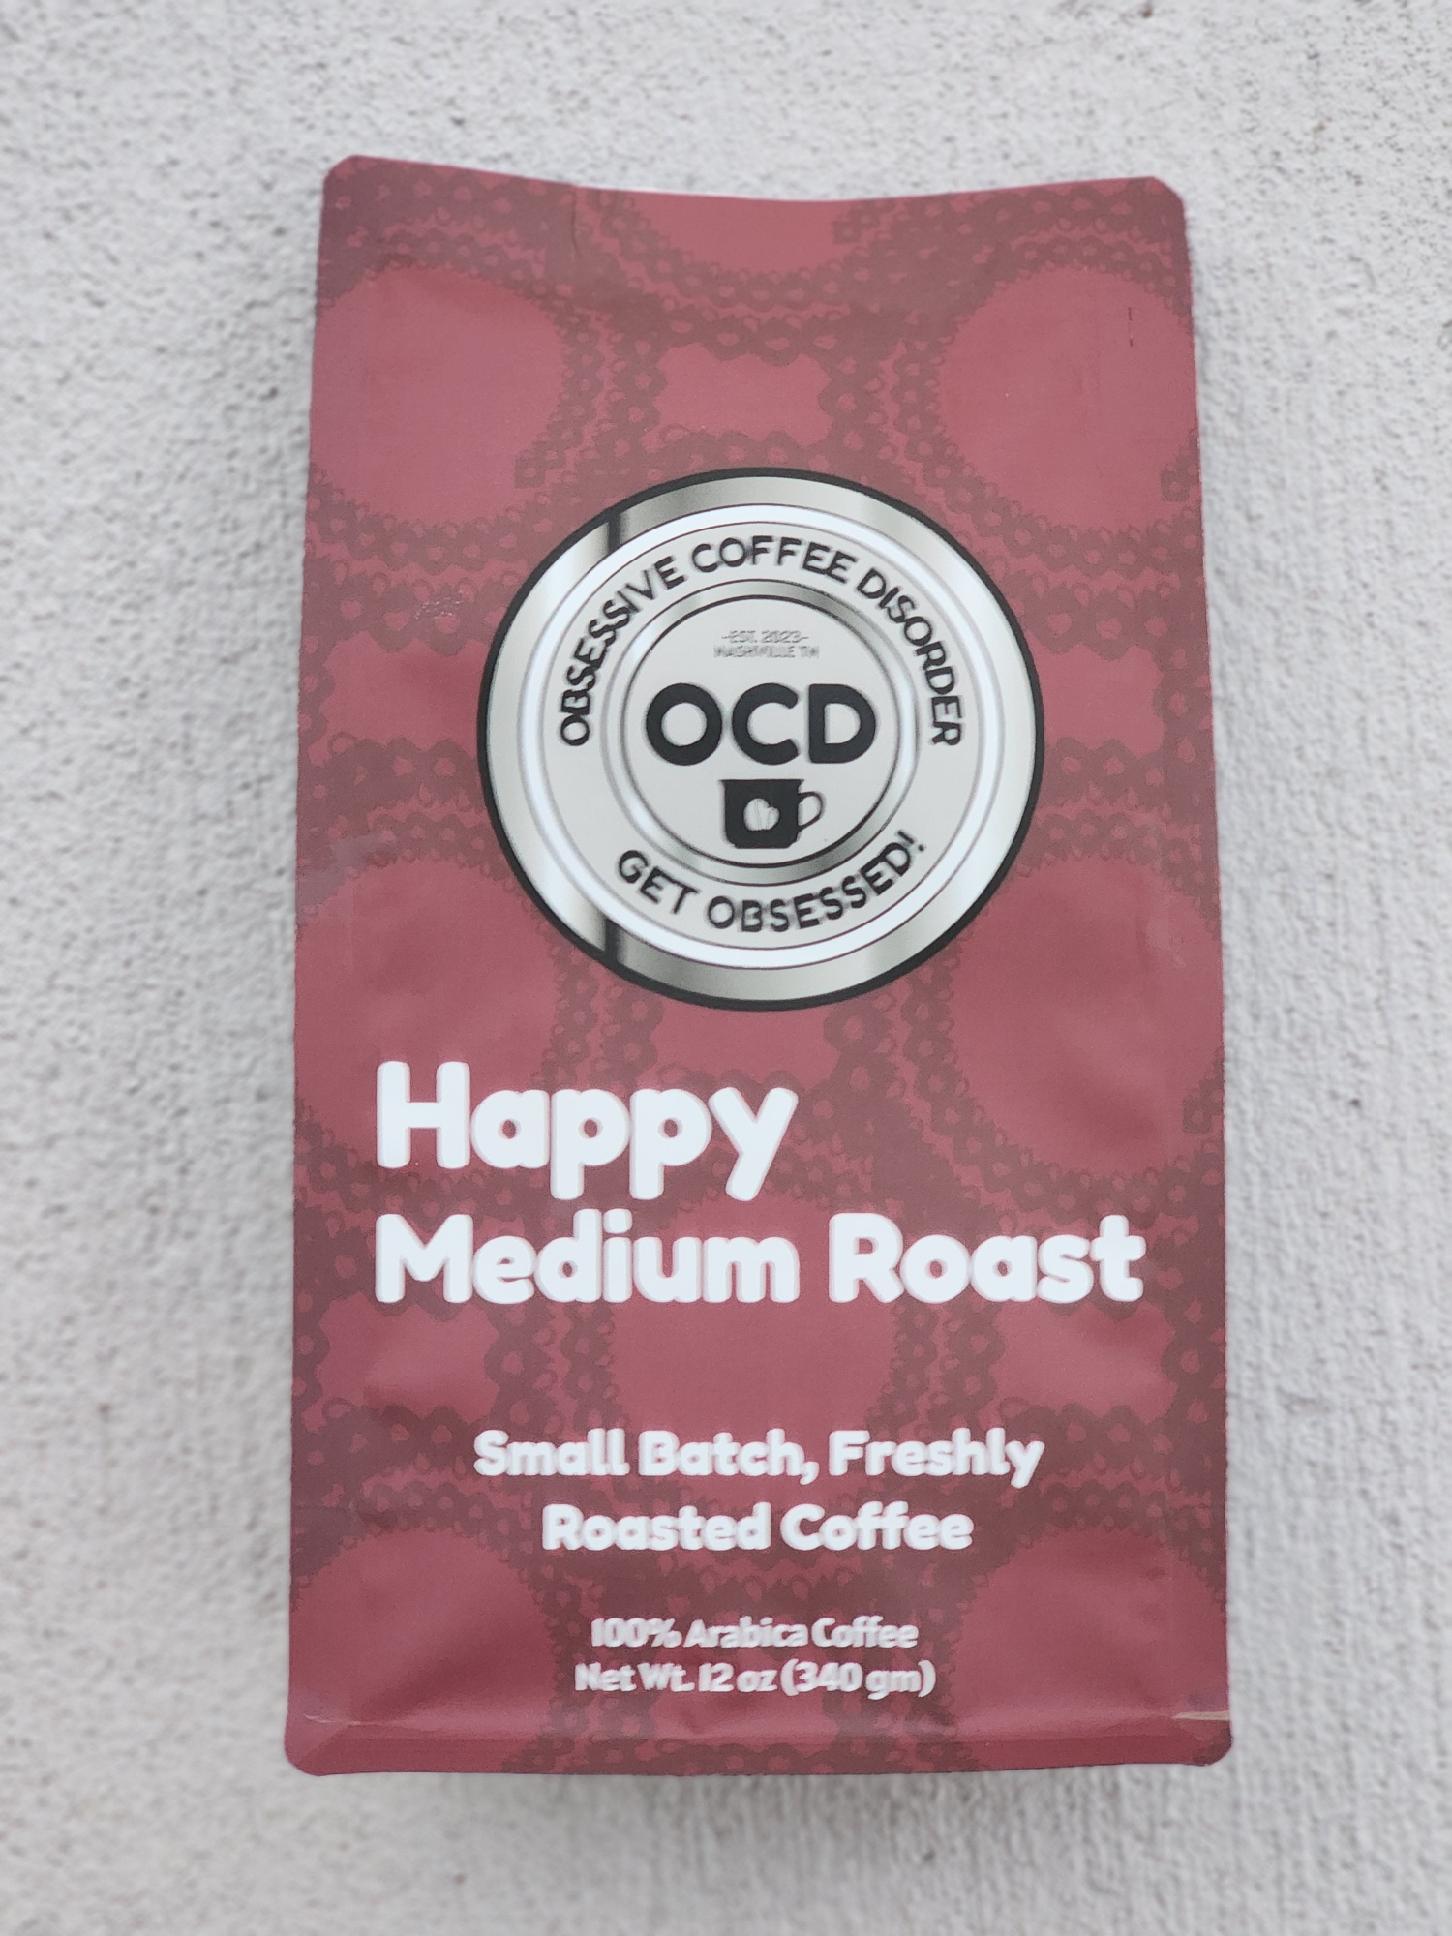 OBSESSIVE COFFEE DISORDER
-EST. 2023-
NASHVILLE TN
OCD
GET OBSESSED!
Happy
Medium Roast
Small Batch, Freshly
Roasted Coffee
100% Arabica Coffee
Net Wt. 12 oz (340 gm)